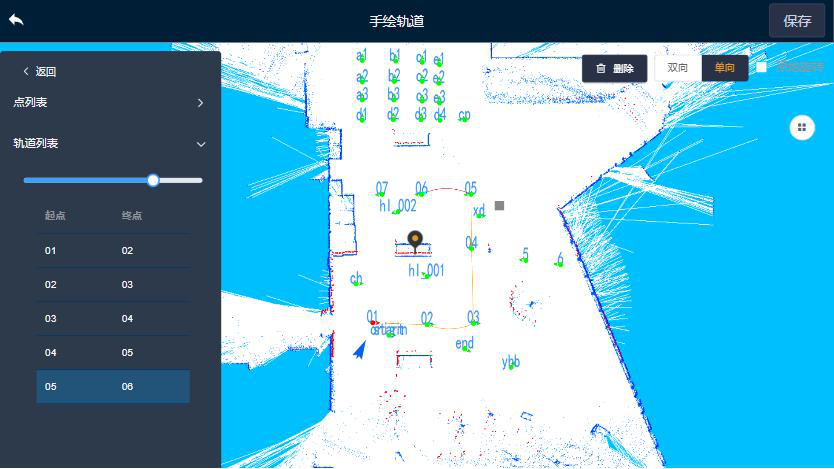 手绘轨道
保存
返回
删除
双向
单向
点列表
轨道列表
起点 终点
01 02
02 03
03 04
04 05
05 06
a1 b1 c1 e1
a2 b2 c2 e2
a3 b3 c3 e3
d1 d2 d3 d4 cp
07 06 05
hl_002 xd
04
5 6
hl_001
ch
01 02 03
end
ybb